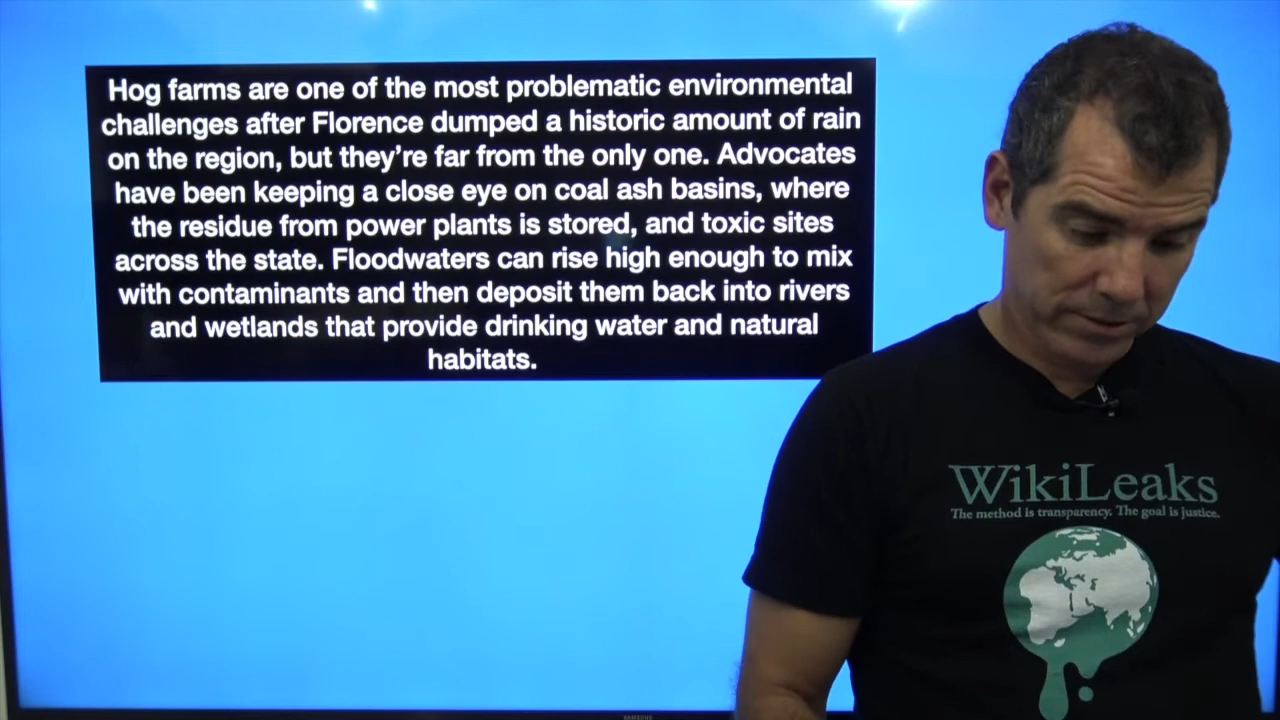 Hog farms are one of the most problematic environmental
challenges after Florence dumped a historic amount of rain
on the region, but they’re far from the only one. Advocates
have been keeping a close eye on coal ash basins, where
the residue from power plants is stored, and toxic sites
across the state. Floodwaters can rise high enough to mix
with contaminants and then deposit them back into rivers
and wetlands that provide drinking water and natural
habitats.
WikiLeaks
The method is transparency. The goal is justice.
SAMSUNG